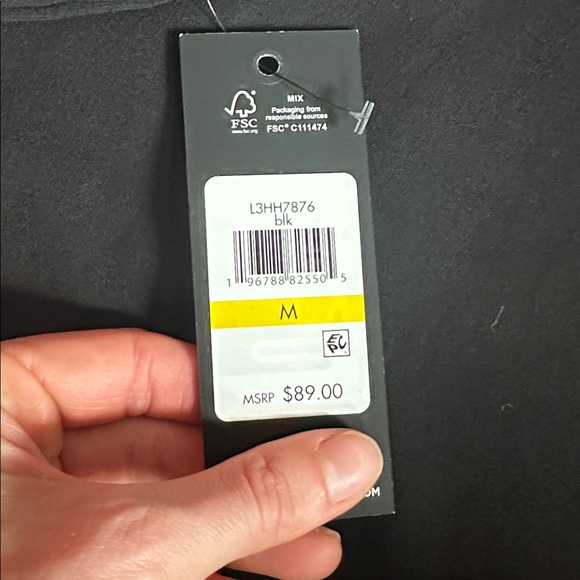 FSC
www.fsc.org
MIX
Packaging from
responsible sources
FSC® C111474
L3HH7876
blk
1 96788 82550 5
M
EPC
MSRP $89.00